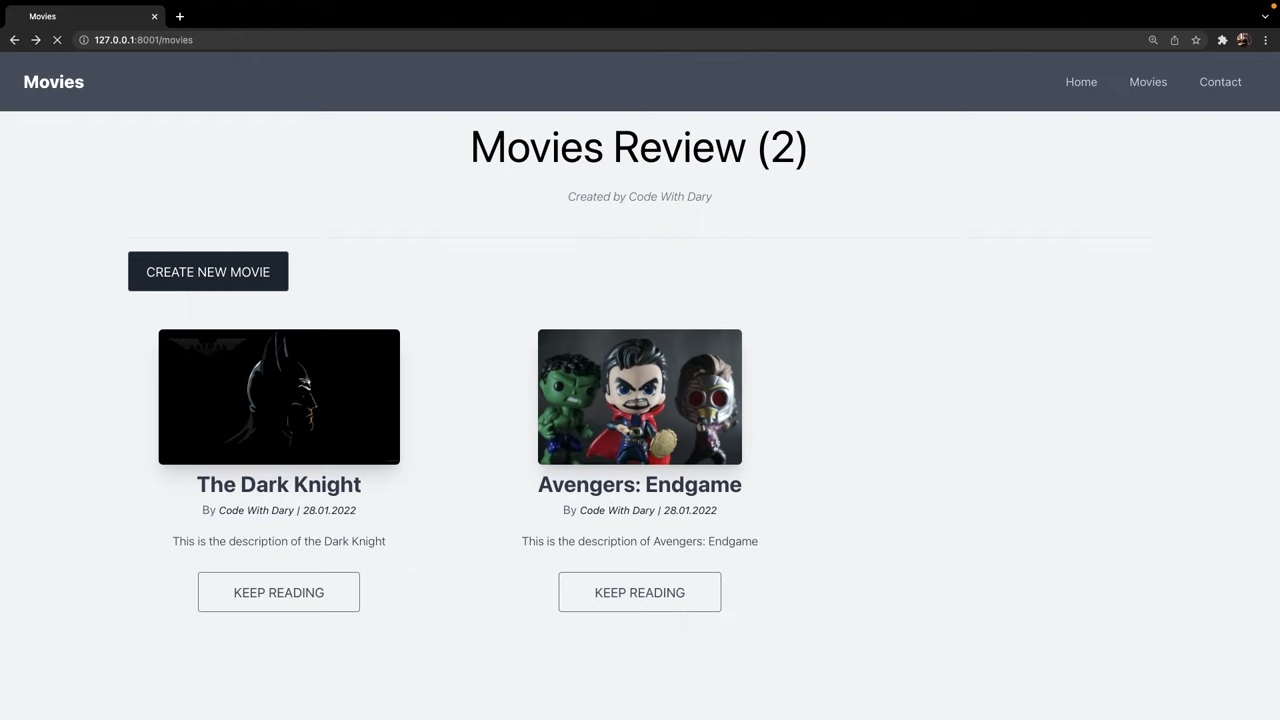 Movies
127.0.0.1:8001/movies
Movies
Home Movies Contact
Movies Review (2)
Created by Code With Dary
CREATE NEW MOVIE
The Dark Knight
By Code With Dary | 28.01.2022
This is the description of the Dark Knight
KEEP READING
Avengers: Endgame
By Code With Dary | 28.01.2022
This is the description of Avengers: Endgame
KEEP READING